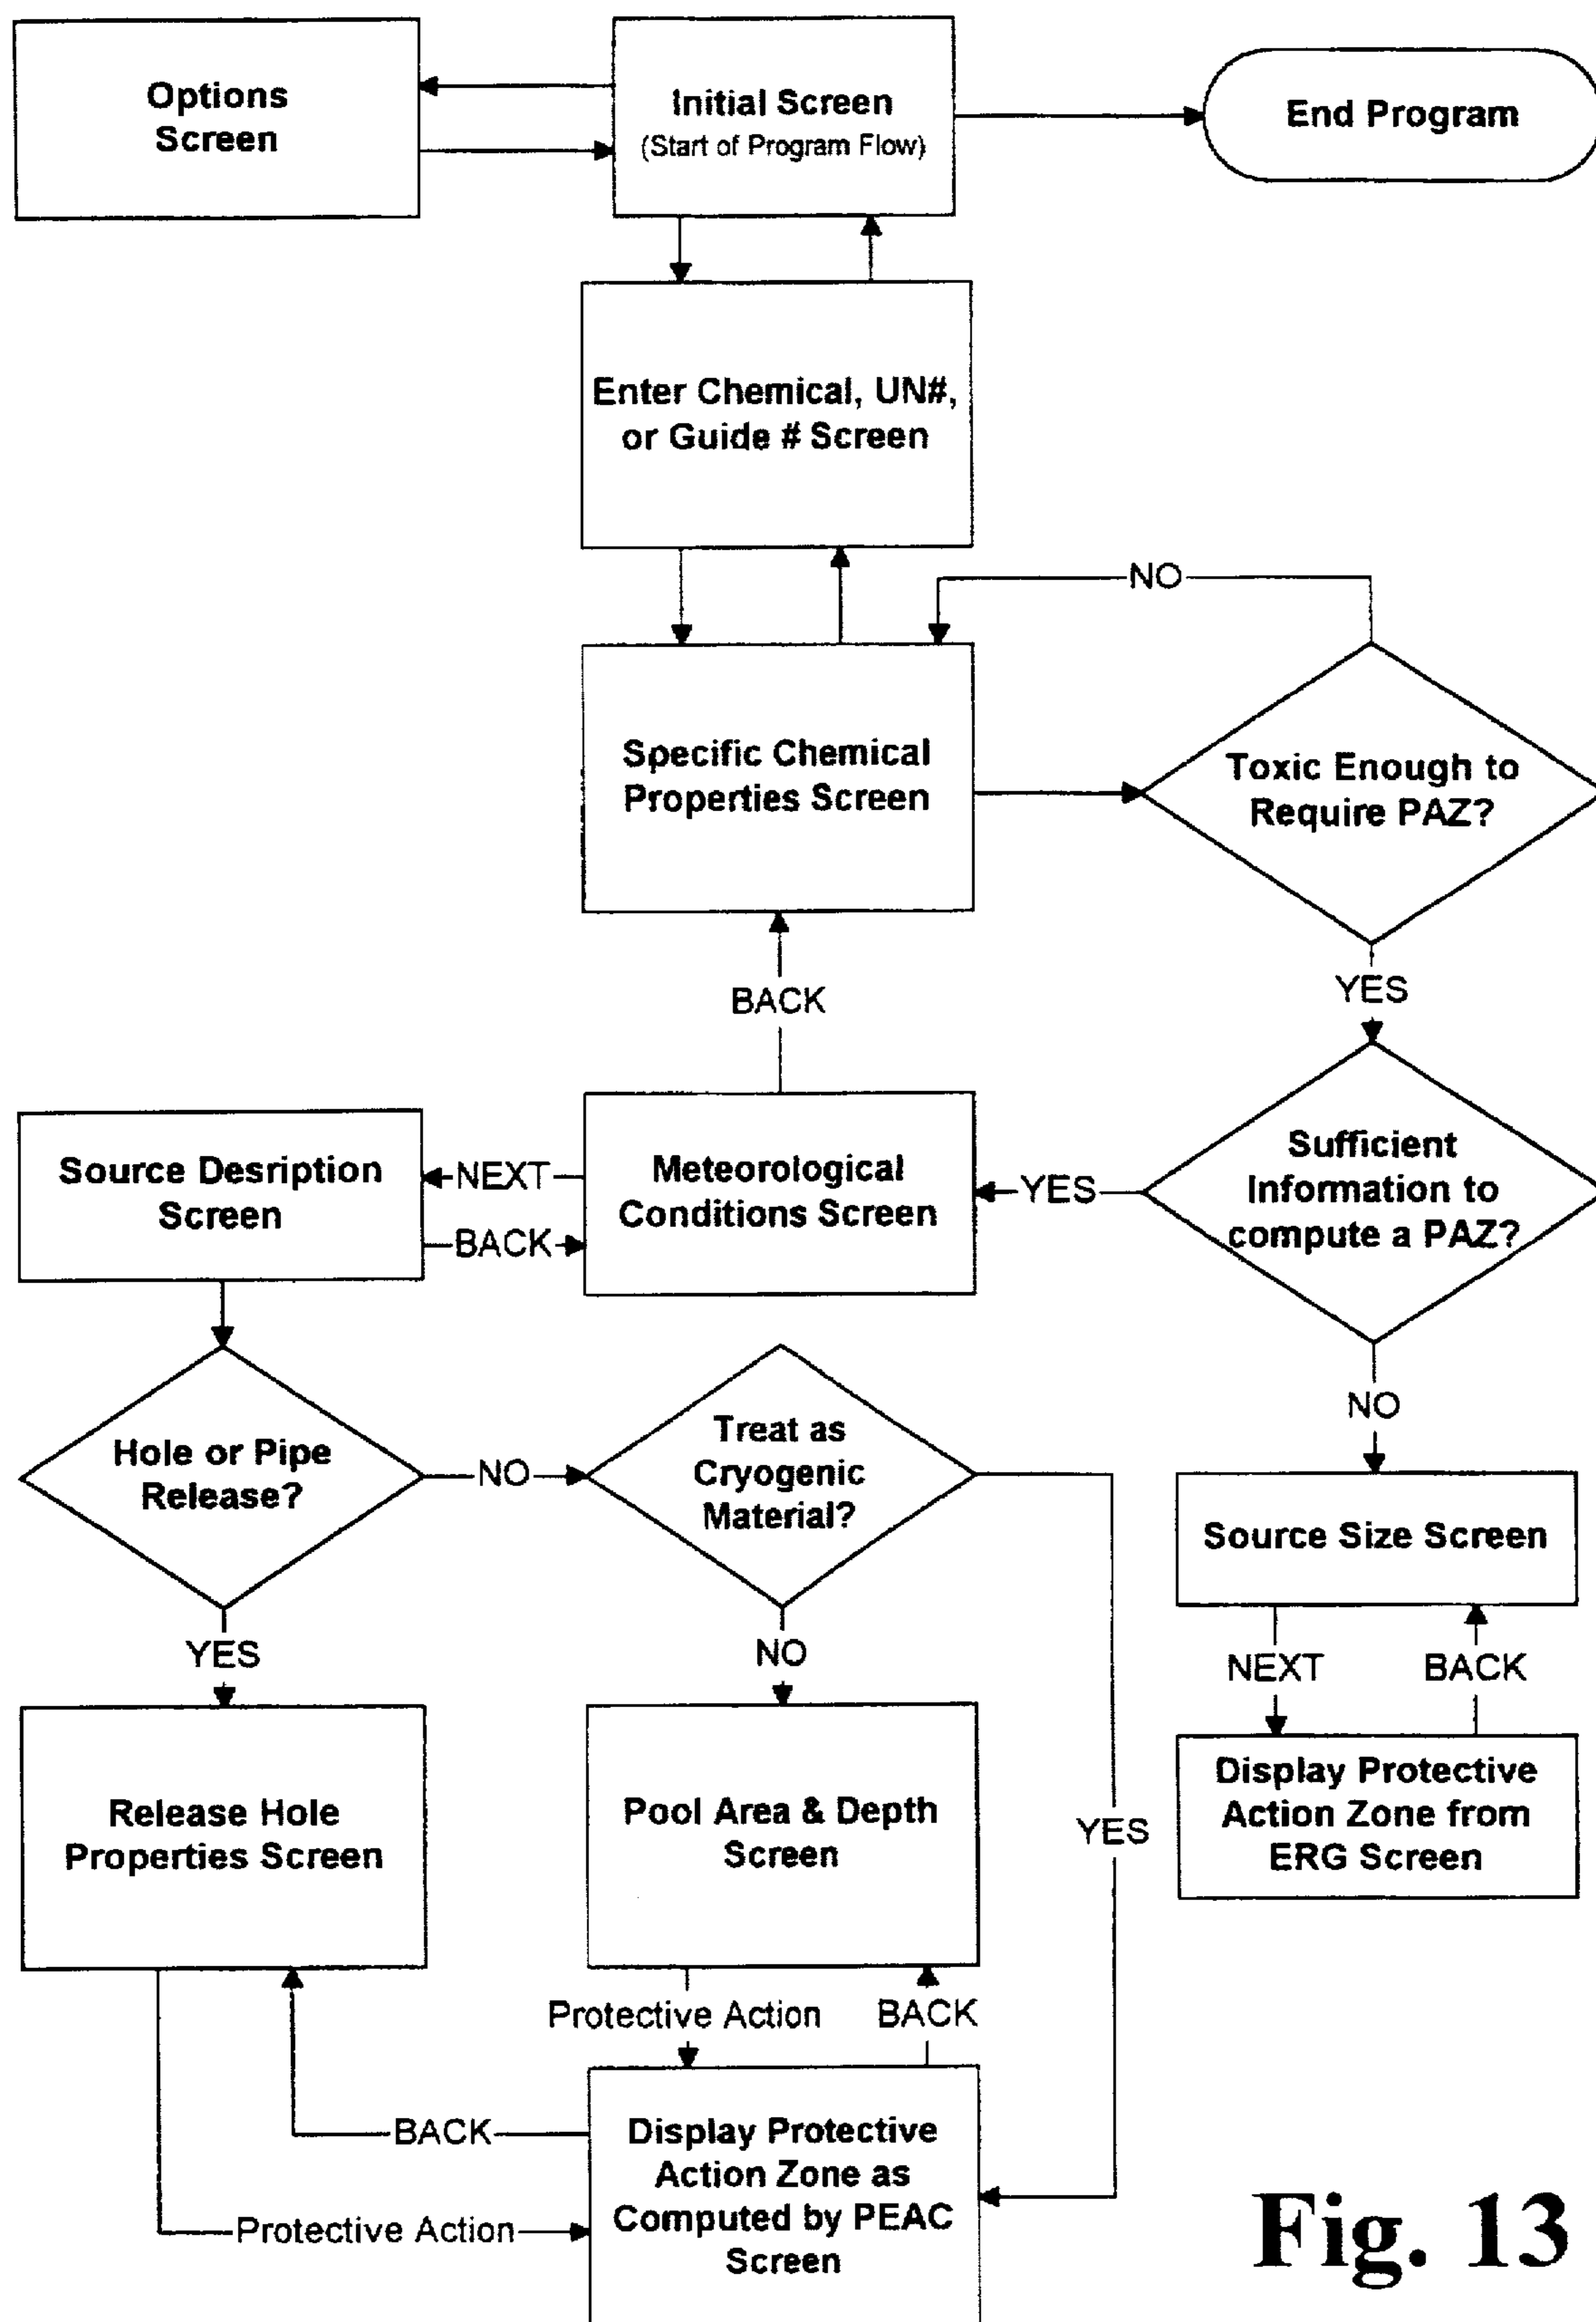 Options
Screen
Initial Screen
(Start of Program Flow)
End Program
Enter Chemical, UN#,
or Guide # Screen
NO
Specific Chemical
Properties Screen
Toxic Enough to
Require PAZ?
YES
BACK
Source Desription
Screen
NEXT
BACK
Meteorological
Conditions Screen
YES
Sufficient
Information to
compute a PAZ?
NO
Hole or Pipe
Release?
NO
Treat as
Cryogenic
Material?
Source Size Screen
YES
NO
NEXT
BACK
Release Hole
Properties Screen
Pool Area & Depth
Screen
YES
Display Protective
Action Zone from
ERG Screen
Protective Action
BACK
BACK
Protective Action
Display Protective
Action Zone as
Computed by PEAC
Screen
Fig. 13